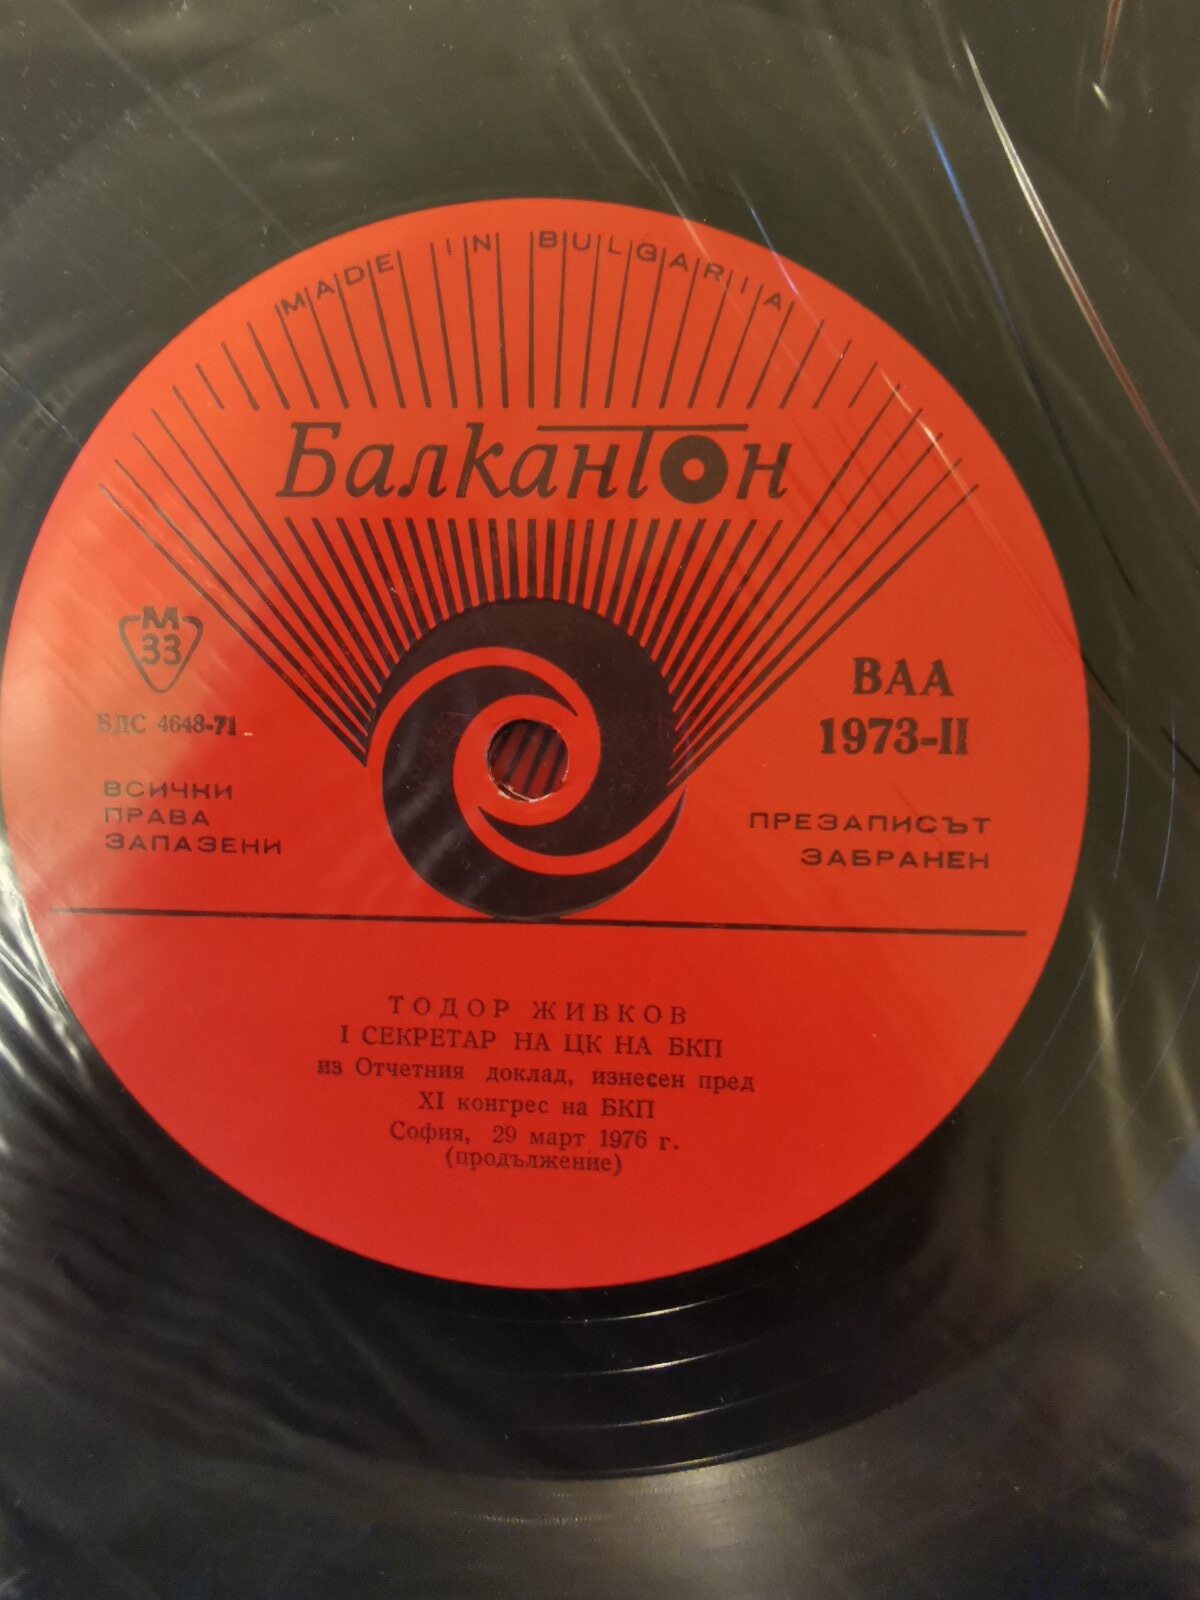 MADE IN BULGARIA
Балкантон
М
33
БДС 4648-71
ВСИЧКИ
ПРАВА
ЗАПАЗЕНИ
ВАА
1973-II
ПРЕЗАПИСЪТ
ЗАБРАНЕН
ТОДОР ЖИВКОВ
I СЕКРЕТАР НА ЦК НА БКП
из Отчетния доклад, изнесен пред
XI конгрес на БКП
София, 29 март 1976 г.
(продължение)